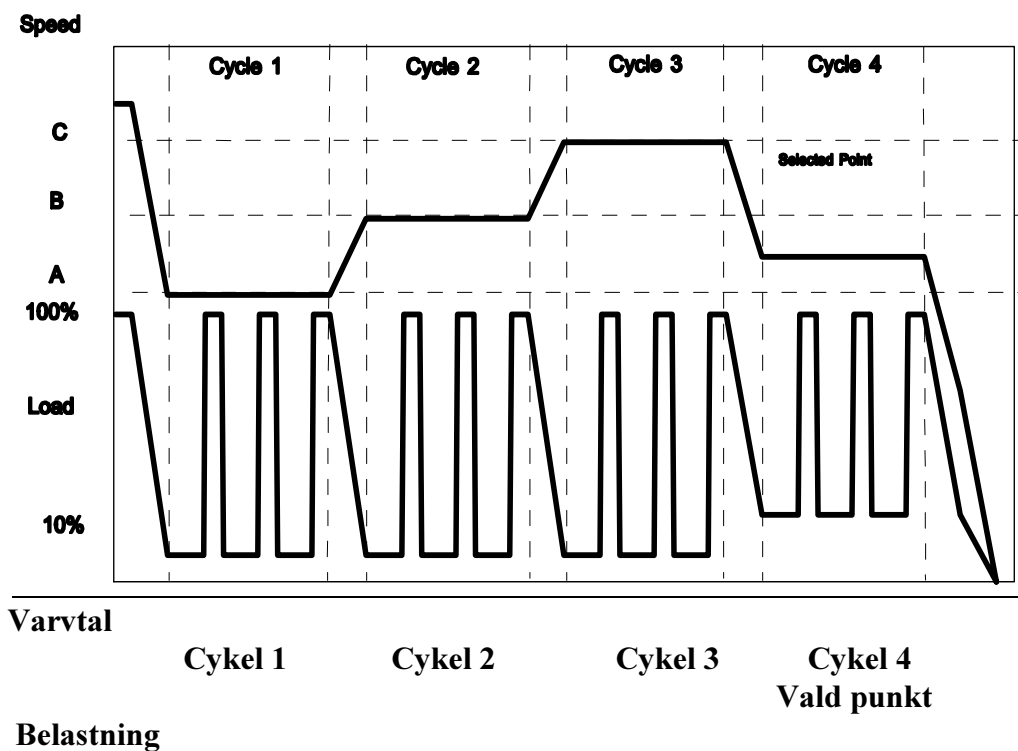 Speed
Cycle 1 Cycle 2 Cycle 3 Cycle 4
C
Selected Point
B
A
100%
Load
10%
Varvtal
Cykel 1 Cykel 2 Cykel 3 Cykel 4
Vald punkt
Belastning